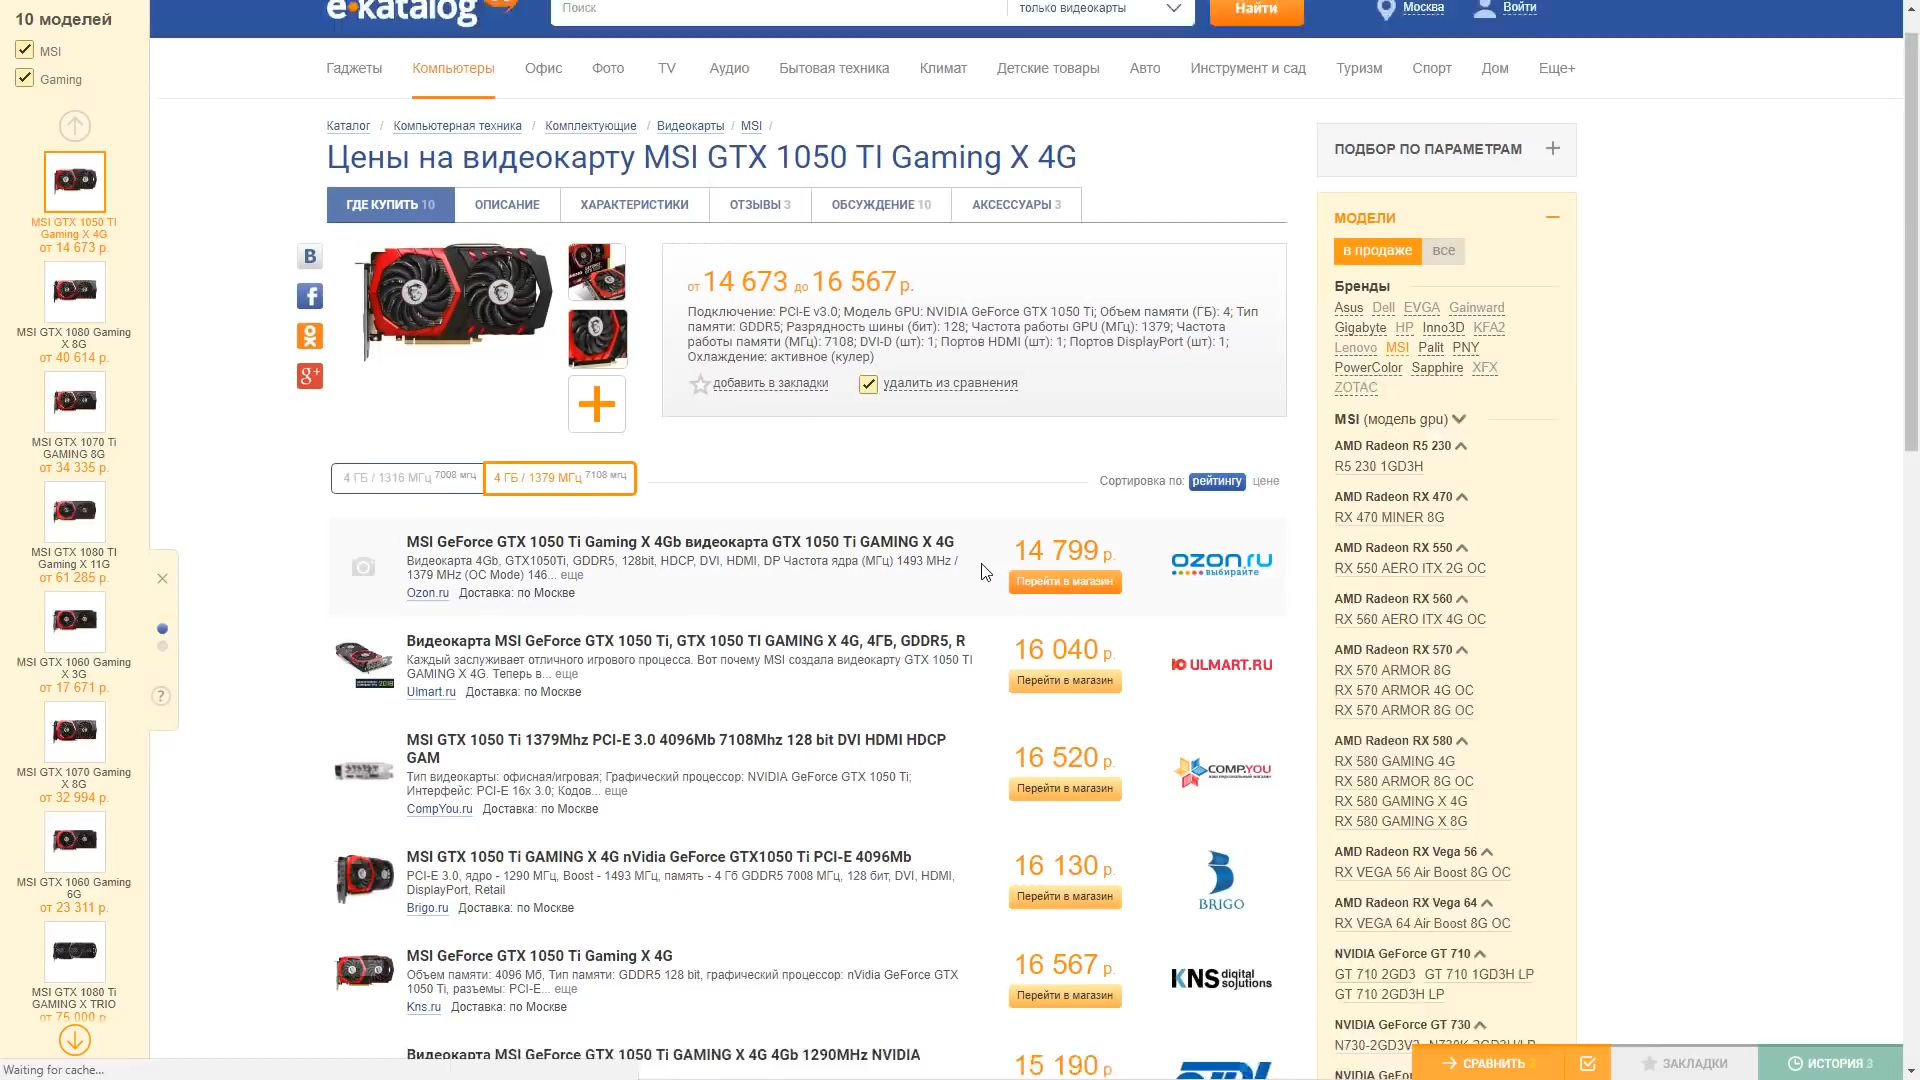 10 моделей
MSI
Gaming
MSI GTX 1050 TI
Gaming X 4G
от 14 673 р.
MSI GTX 1080 Gaming
X 8G
от 40 614 р.
MSI GTX 1070 Ti
GAMING 8G
от 34 335 р.
MSI GTX 1080 TI
Gaming X 11G
от 61 285 р.
MSI GTX 1060 Gaming
X 3G
от 17 671 р.
MSI GTX 1070 Gaming
X 8G
от 32 994 р.
MSI GTX 1060 Gaming
6G
от 23 311 р.
MSI GTX 1080 Ti
GAMING X TRIO
от 75 000 р.
Waiting for cache...
?
e-katalog
Поиск
только видеокарты
Найти
Москва
Войти
Гаджеты Компьютеры Офис Фото TV Аудио Бытовая техника Климат Детские товары Авто Инструмент и сад Туризм Спорт Дом Еще+
Каталог / Компьютерная техника / Комплектующие / Видеокарты / MSI /
Цены на видеокарту MSI GTX 1050 TI Gaming X 4G
ГДЕ КУПИТЬ 10 ОПИСАНИЕ ХАРАКТЕРИСТИКИ ОТЗЫВЫ 3 ОБСУЖДЕНИЕ 10 АКСЕССУАРЫ 3
B
f
g+
от 14 673 до 16 567 р.
Подключение: PCI-E v3.0; Модель GPU: NVIDIA GeForce GTX 1050 Ti; Объем памяти (ГБ): 4; Тип
памяти: GDDR5; Разрядность шины (бит): 128; Частота работы GPU (МГц): 1379; Частота
работы памяти (МГц): 7108; DVI-D (шт): 1; Портов HDMI (шт): 1; Портов DisplayPort (шт): 1;
Охлаждение: активное (кулер)
добавить в закладки удалить из сравнения
4 ГБ / 1316 МГц 7008 мгц 4 ГБ / 1379 МГц 7108 мгц
Сортировка по: рейтингу цене
MSI GeForce GTX 1050 Ti Gaming X 4Gb видеокарта GTX 1050 Ti GAMING X 4G
Видеокарта 4Gb, GTX1050Ti, GDDR5, 128bit, HDCP, DVI, HDMI, DP Частота ядра (МГц) 1493 MHz /
1379 MHz (OC Mode) 146... еще
Ozon.ru Доставка: по Москве
14 799 р.
Перейти в магазин
ozon.ru
выбирайте
Видеокарта MSI GeForce GTX 1050 Ti, GTX 1050 TI GAMING X 4G, 4ГБ, GDDR5, R
Каждый заслуживает отличного игрового процесса. Вот почему MSI создала видеокарту GTX 1050 TI
GAMING X 4G. Теперь в... еще
Ulmart.ru Доставка: по Москве
16 040 р.
Перейти в магазин
Ю ULMART.RU
MSI GTX 1050 Ti 1379Mhz PCI-E 3.0 4096Mb 7108Mhz 128 bit DVI HDMI HDCP
GAM
Тип видеокарты: офисная/игровая; Графический процессор: NVIDIA GeForce GTX 1050 Ti;
Интерфейс: PCI-E 16x 3.0; Кодов... еще
CompYou.ru Доставка: по Москве
16 520 р.
Перейти в магазин
COMP.YOU
MSI GTX 1050 Ti GAMING X 4G nVidia GeForce GTX1050 Ti PCI-E 4096Mb
PCI-E 3.0, ядро - 1290 МГц, Boost - 1493 МГц, память - 4 Гб GDDR5 7008 МГц, 128 бит, DVI, HDMI,
DisplayPort, Retail
Brigo.ru Доставка: по Москве
16 130 р.
Перейти в магазин
BRIGO
MSI GeForce GTX 1050 Ti Gaming X 4G
Объем памяти: 4096 Мб, Тип памяти: GDDR5 128 bit, графический процессор: nVidia GeForce GTX
1050 Ti, разъемы: PCI-E... еще
Kns.ru Доставка: по Москве
16 567 р.
Перейти в магазин
KNS digital
solutions
Видеокарта MSI GeForce GTX 1050 Ti GAMING X 4G 4Gb 1290MHz NVIDIA
15 190 р
ПОДБОР ПО ПАРАМЕТРАМ
МОДЕЛИ
в продаже все
Бренды
Asus Dell EVGA Gainward
Gigabyte HP Inno3D KFA2
Lenovo MSI Palit PNY
PowerColor Sapphire XFX
ZOTAC
MSI (модель gpu)
AMD Radeon R5 230
R5 230 1GD3H
AMD Radeon RX 470
RX 470 MINER 8G
AMD Radeon RX 550
RX 550 AERO ITX 2G OC
AMD Radeon RX 560
RX 560 AERO ITX 4G OC
AMD Radeon RX 570
RX 570 ARMOR 8G
RX 570 ARMOR 4G OC
RX 570 ARMOR 8G OC
AMD Radeon RX 580
RX 580 GAMING 4G
RX 580 ARMOR 8G OC
RX 580 GAMING X 4G
RX 580 GAMING X 8G
AMD Radeon RX Vega 56
RX VEGA 56 Air Boost 8G OC
AMD Radeon RX Vega 64
RX VEGA 64 Air Boost 8G OC
NVIDIA GeForce GT 710
GT 710 2GD3 GT 710 1GD3H LP
GT 710 2GD3H LP
NVIDIA GeForce GT 730
N730-2GD3V2 N730K-2GD3H/LP
NVIDIA GeFor
СРАВНИТЬ
ЗАКЛАДКИ
ИСТОРИЯ 3